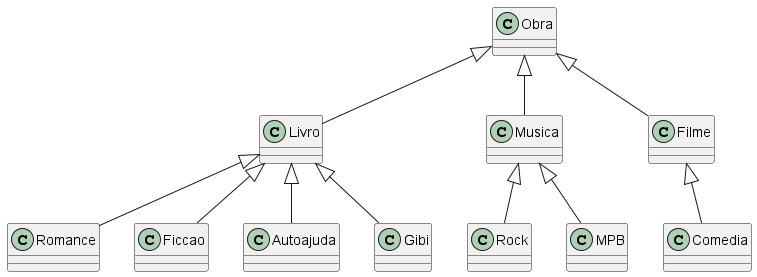 C Obra
C Livro
C Musica
C Filme
C Romance
C Ficcao
C Autoajuda
C Gibi
C Rock
C MPB
C Comedia